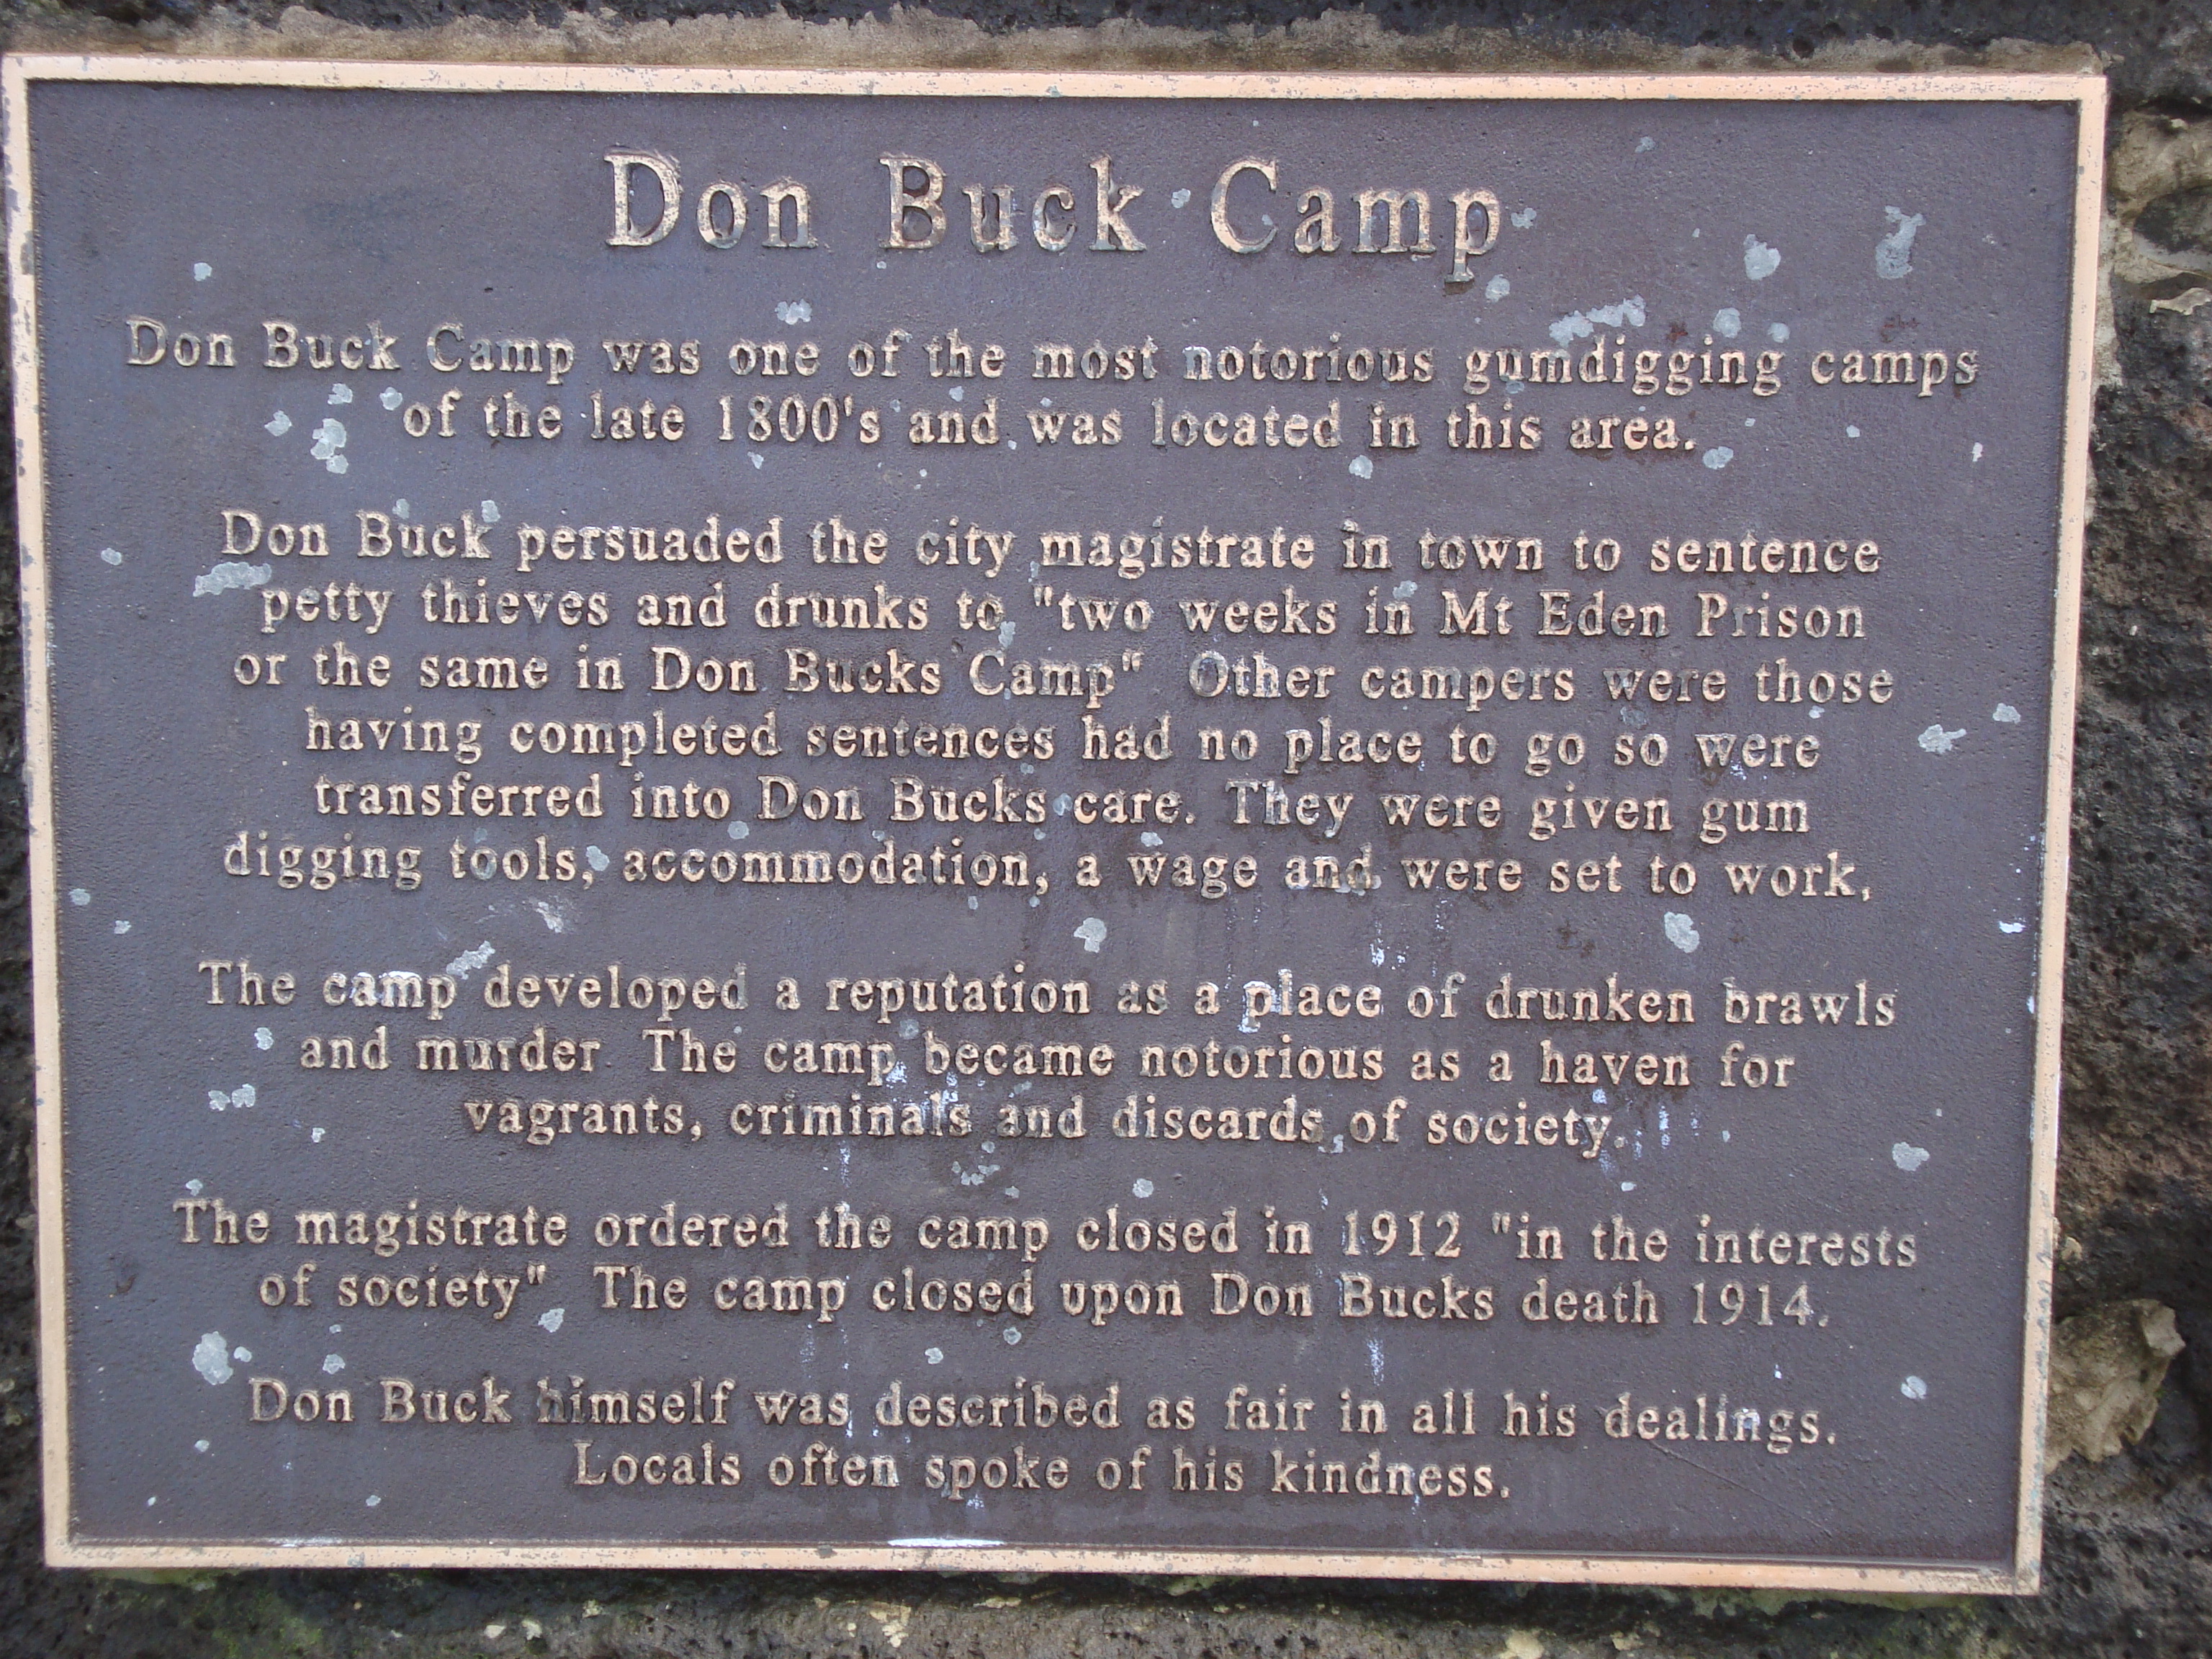 Don Buck Camp
Don Buck Camp was one of the most notorious gumdigging camps
of the late 1800's and was located in this area.
Don Buck persuaded the city magistrate in town to sentence
petty thieves and drunks to "two weeks in Mt Eden Prison
or the same in Don Bucks Camp" Other campers were those
having completed sentences had no place to go so were
transferred into Don Bucks care. They were given gum
digging tools, accommodation, a wage and were set to work,
The camp developed a reputation as a place of drunken brawls
and murder The camp became notorious as a haven for
vagrants, criminals and discards of society.
The magistrate ordered the camp closed in 1912 "in the interests
of society" The camp closed upon Don Bucks death 1914.
Don Buck himself was described as fair in all his dealings.
Locals often spoke of his kindness.